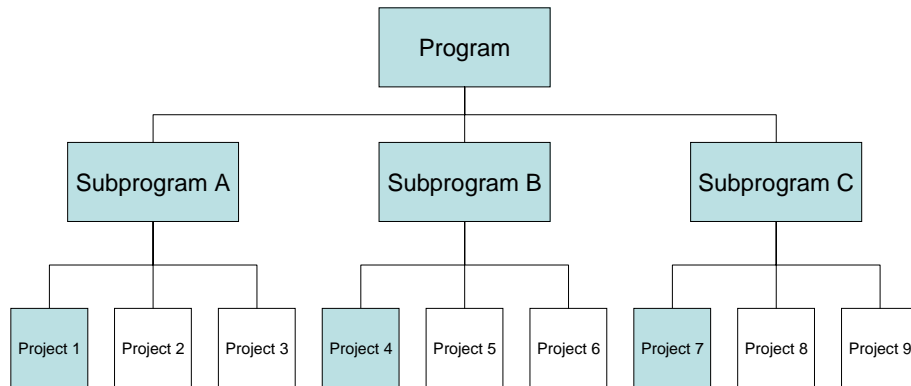 Program
Subprogram A
Subprogram B
Subprogram C
Project 1
Project 2
Project 3
Project 4
Project 5
Project 6
Project 7
Project 8
Project 9